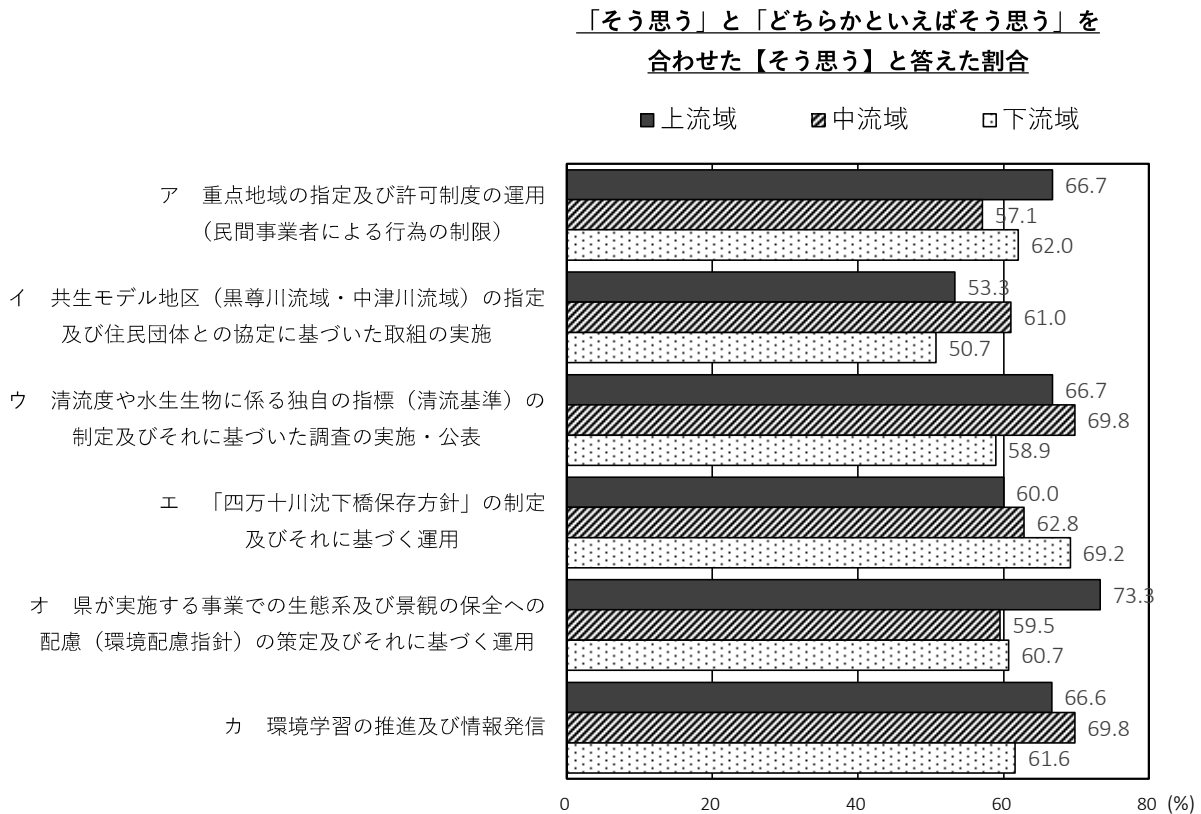 「そう思う」と「どちらかといえばそう思う」を
合わせた【そう思う】と答えた割合
上流域 中流域 下流域
ア 重点地域の指定及び許可制度の運用
（民間事業者による行為の制限）
66.7
57.1
62.0
イ 共生モデル地区（黒尊川流域・中津川流域）の指定
及び住民団体との協定に基づいた取組の実施
53.3
61.0
50.7
ウ 清流度や水生生物に係る独自の指標（清流基準）の
制定及びそれに基づいた調査の実施・公表
66.7
69.8
58.9
エ 「四万十川沈下橋保存方針」の制定
及びそれに基づく運用
60.0
62.8
69.2
オ 県が実施する事業での生態系及び景観の保全への
配慮（環境配慮指針）の策定及びそれに基づく運用
73.3
59.5
60.7
カ 環境学習の推進及び情報発信
66.6
69.8
61.6
0 20 40 60 80 (%)